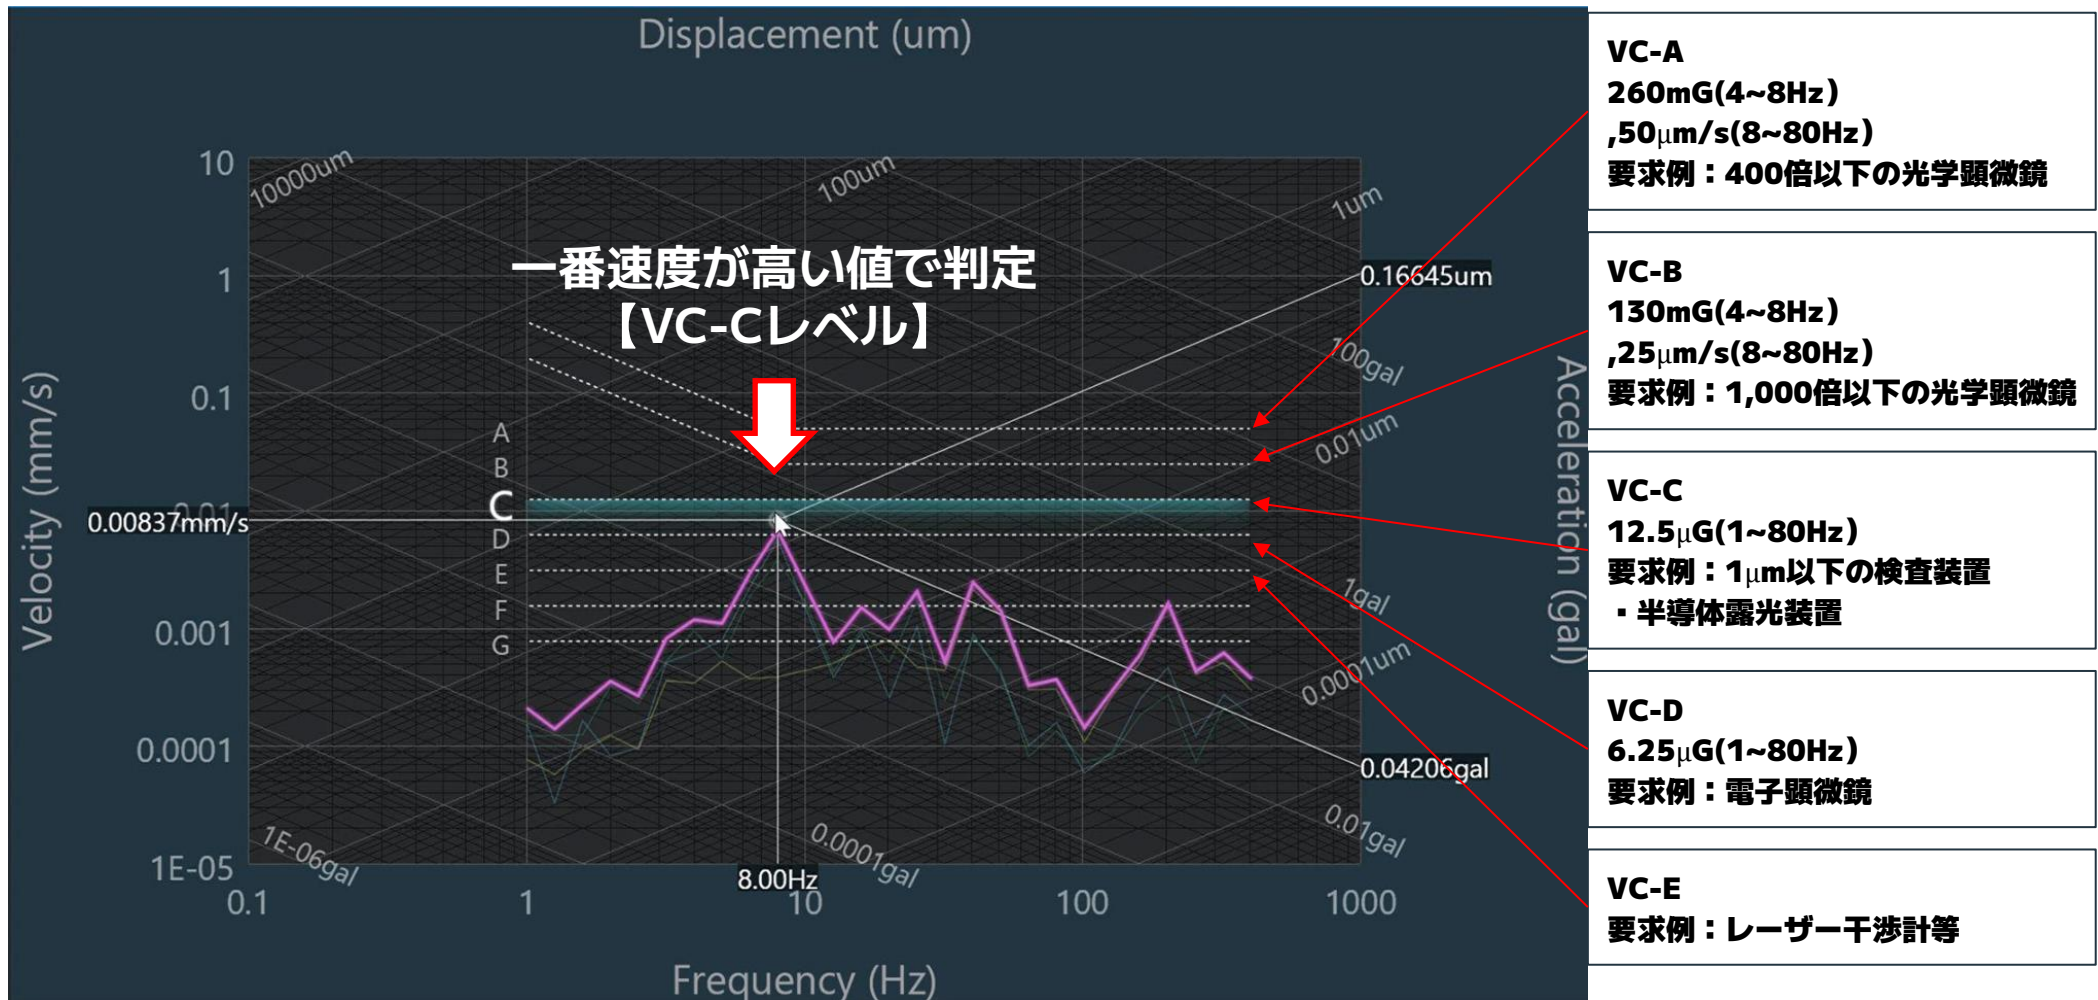 Displacement (um)
10000um
100um
1um
10
1
0.1
0.01
0.001
0.0001
1E-05
Velocity (mm/s)
一番速度が高い値で判定
【VC-Cレベル】
0.16645um
100gal
0.01um
A
B
C
D
E
F
G
0.00837mm/s
1gal
0.0001um
0.04206gal
0.01gal
1E-06gal
0.0001gal
8.00Hz
0.1
1
10
100
1000
Frequency (Hz)
Acceleration (gal)
VC-A
260mG(4~8Hz)
,50μm/s(8~80Hz)
要求例：400倍以下の光学顕微鏡
VC-B
130mG(4~8Hz)
,25μm/s(8~80Hz)
要求例：1,000倍以下の光学顕微鏡
VC-C
12.5μG(1~80Hz)
要求例：1μm以下の検査装置
・半導体露光装置
VC-D
6.25μG(1~80Hz)
要求例：電子顕微鏡
VC-E
要求例：レーザー干渉計等